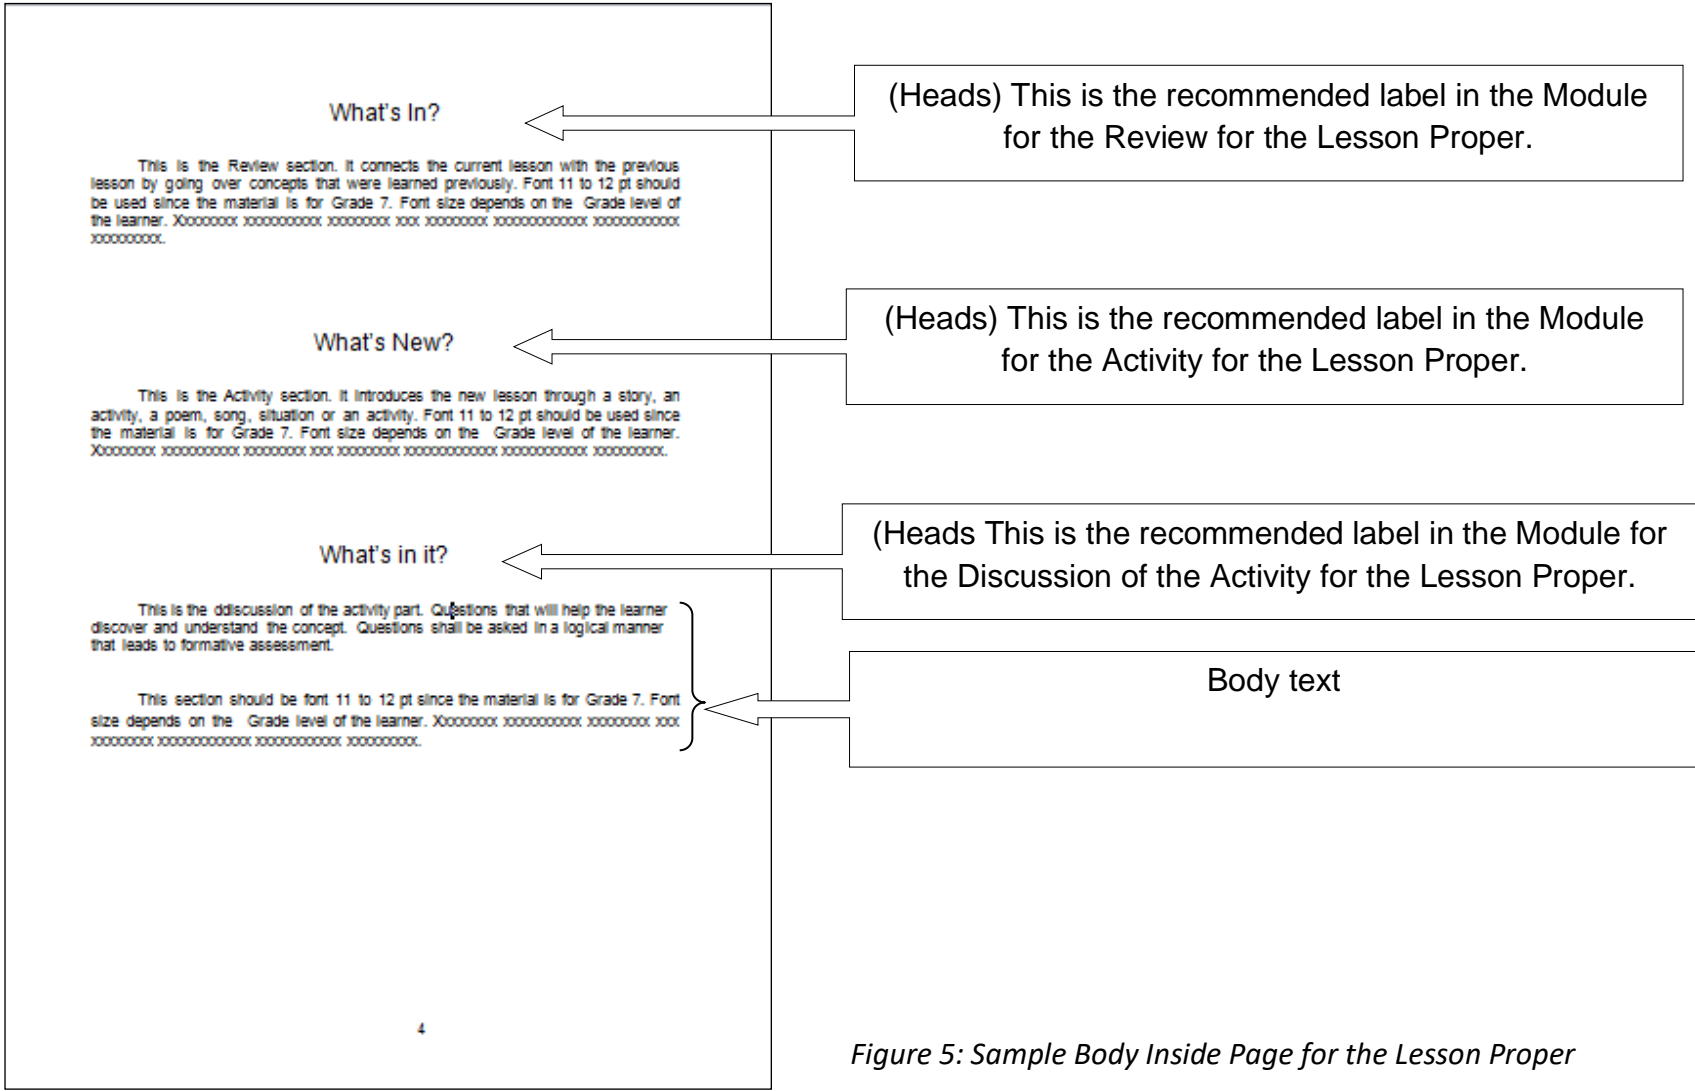 What's In?
This is the Review section. It connects the current lesson with the previous
lesson by going over concepts that were learned previously. Font 11 to 12 pt should
be used since the material is for Grade 7. Font size depends on the Grade level of
the learner. Xxxxxxxx xxxxxxxxxx xxxxxxxx xxx xxxxxxxx xxxxxxxxxxxx xxxxxxxxxxx
xxxxxxxxx.
What's New?
This is the Activity section. It introduces the new lesson through a story, an
activity, a poem, song, situation or an activity. Font 11 to 12 pt should be used since
the material is for Grade 7. Font size depends on the Grade level of the learner.
Xxxxxxxx xxxxxxxxxx xxxxxxxx xxx xxxxxxxx xxxxxxxxxxxx xxxxxxxxxxx xxxxxxxxx.
What's in it?
This is the ddiscussion of the activity part. Questions that will help the learner
discover and understand the concept. Questions shall be asked in a logical manner
that leads to formative assessment.
This section should be font 11 to 12 pt since the material is for Grade 7. Font
size depends on the Grade level of the learner. Xxxxxxxx xxxxxxxxxx xxxxxxxx xxx
xxxxxxxx xxxxxxxxxxxx xxxxxxxxxxx xxxxxxxxx.
4
(Heads) This is the recommended label in the Module
for the Review for the Lesson Proper.
(Heads) This is the recommended label in the Module
for the Activity for the Lesson Proper.
(Heads This is the recommended label in the Module for
the Discussion of the Activity for the Lesson Proper.
Body text
Figure 5: Sample Body Inside Page for the Lesson Proper